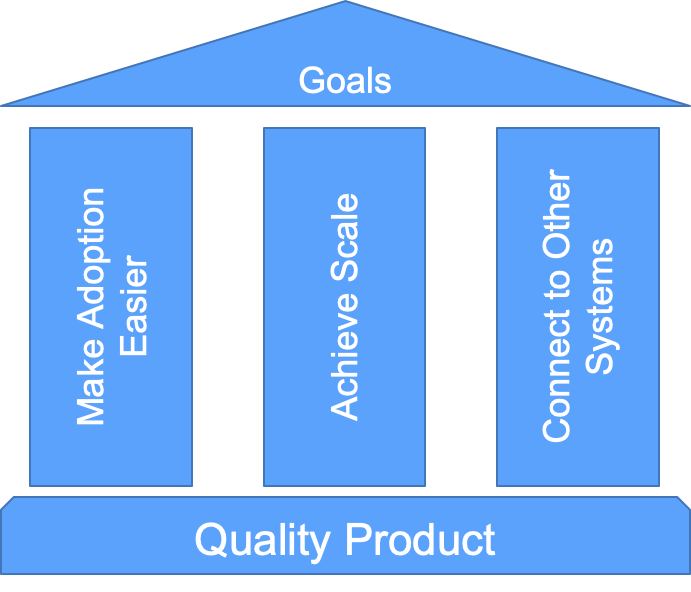 Goals
Make Adoption
Easier
Achieve Scale
Connect to Other
Systems
Quality Product